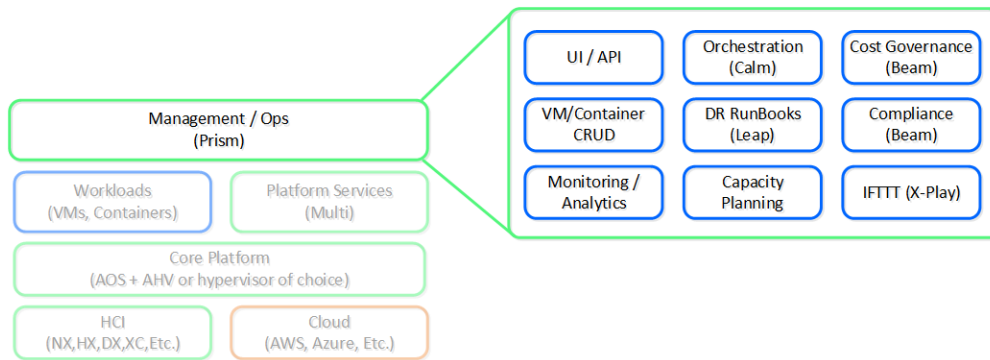 Management / Ops
(Prism)
Workloads
(VMs, Containers)
Platform Services
(Multi)
Core Platform
(AOS + AHV or hypervisor of choice)
HCI
(NX,HX,DX,XC,Etc.)
Cloud
(AWS, Azure, Etc.)
UI / API
Orchestration
(Calm)
Cost Governance
(Beam)
VM/Container
CRUD
DR RunBooks
(Leap)
Compliance
(Beam)
Monitoring /
Analytics
Capacity
Planning
IFTTT (X-Play)